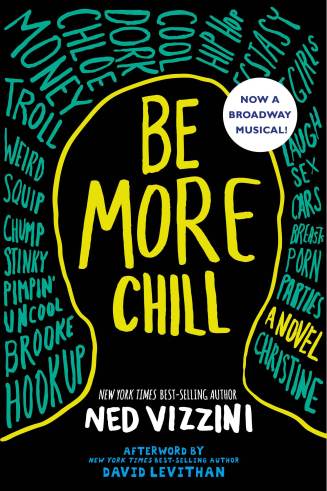 MONEY
CHLOE
DORK
COOL
HIP HOP
ECSTASY
GIRLS
TROLL
WEIRD
SQUIP
CHUMP
STINKY
PIMPIN'
UNCOOL
BROOKE
HOOKUP
NOW A
BROADWAY
MUSICAL!
LAUGH
SEX
CARS
BREASTS
PORN
PARTIES
A NOVEL
CHRISTINE
BE
MORE
CHILL
NEW YORK TIMES BEST-SELLING AUTHOR
NED VIZZINI
AFTERWORD BY
NEW YORK TIMES BEST-SELLING AUTHOR
DAVID LEVITHAN